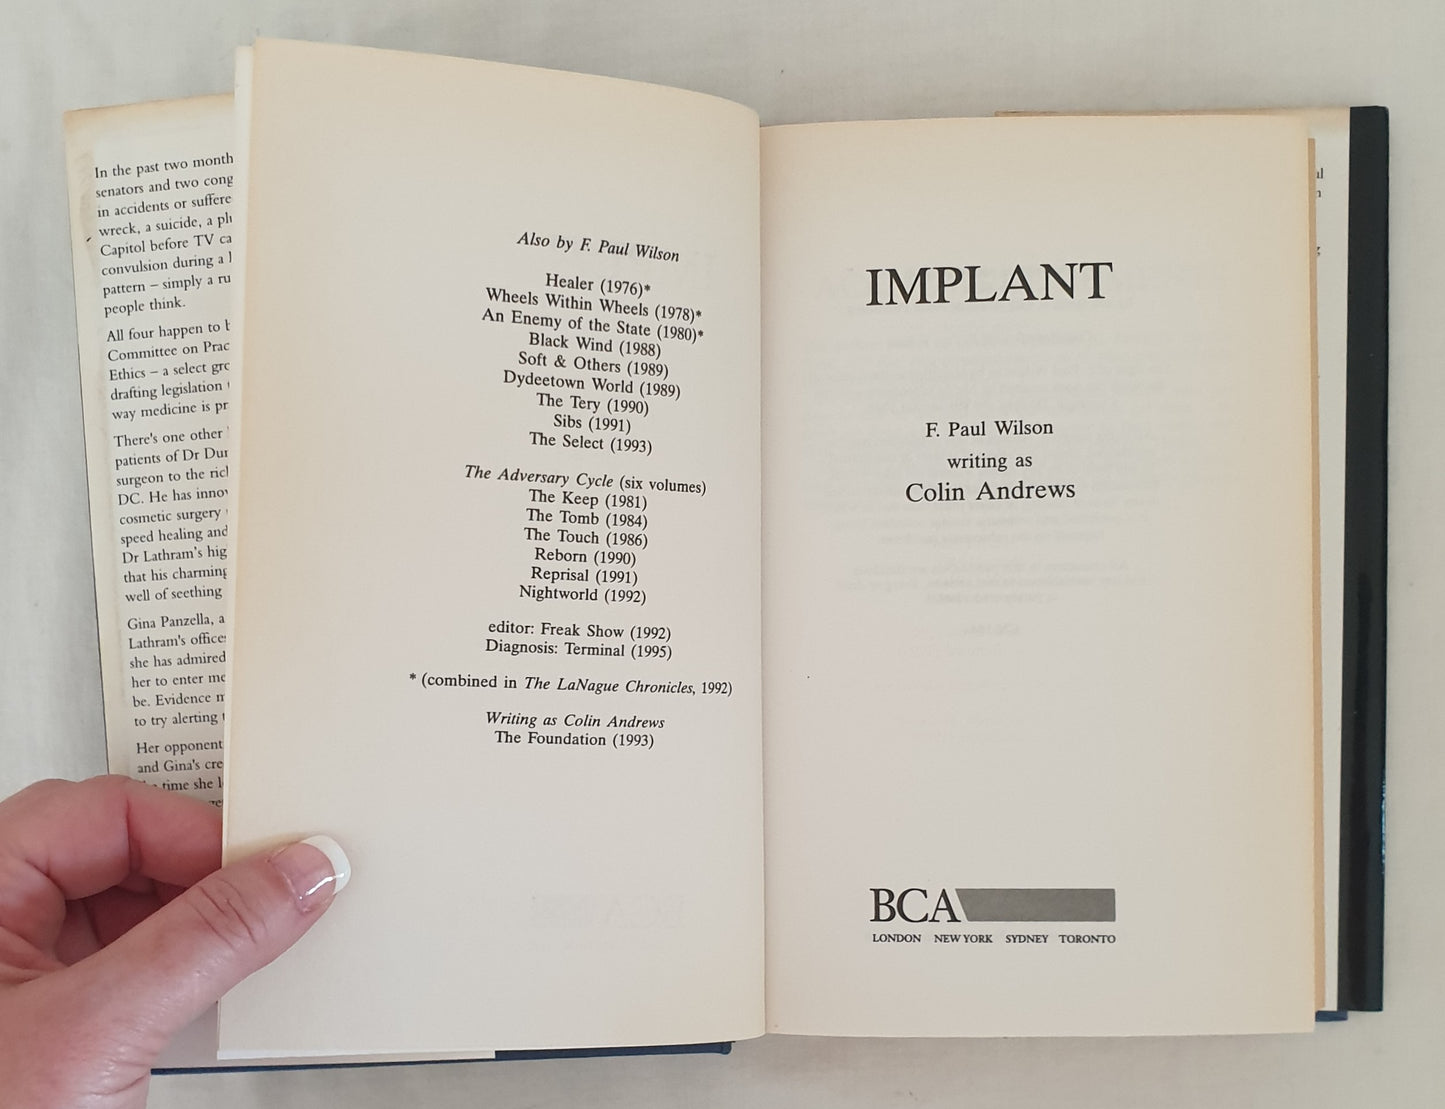 In the past two month
senators and two cong
in accidents or suffere
wreck, a suicide, a plu
Capitol before TV ca
convulsion during a
pattern – simply a ru
people think.
All four happen to b
Committee on Prac
Ethics – a select gro
drafting legislation
way medicine is pr
There's one other
patients of Dr Dun
surgeon to the ricl
DC. He has innov
cosmetic surgery
speed healing and
Dr Lathram's hig
that his charming
well of seething
Gina Panzella, a
Lathram's offices
she has admired
her to enter me
be. Evidence m
to try alerting
Her opponent
and Gina's cre
time she l
Also by F. Paul Wilson
Healer (1976)*
Wheels Within Wheels (1978)*
An Enemy of the State (1980)*
Black Wind (1988)
Soft & Others (1989)
Dydeetown World (1989)
The Tery (1990)
Sibs (1991)
The Select (1993)
The Adversary Cycle (six volumes)
The Keep (1981)
The Tomb (1984)
The Touch (1986)
Reborn (1990)
Reprisal (1991)
Nightworld (1992)
editor: Freak Show (1992)
Diagnosis: Terminal (1995)
* (combined in The LaNague Chronicles, 1992)
Writing as Colin Andrews
The Foundation (1993)
IMPLANT
F. Paul Wilson
writing as
Colin Andrews
BCA
LONDON NEW YORK SYDNEY TORONTO